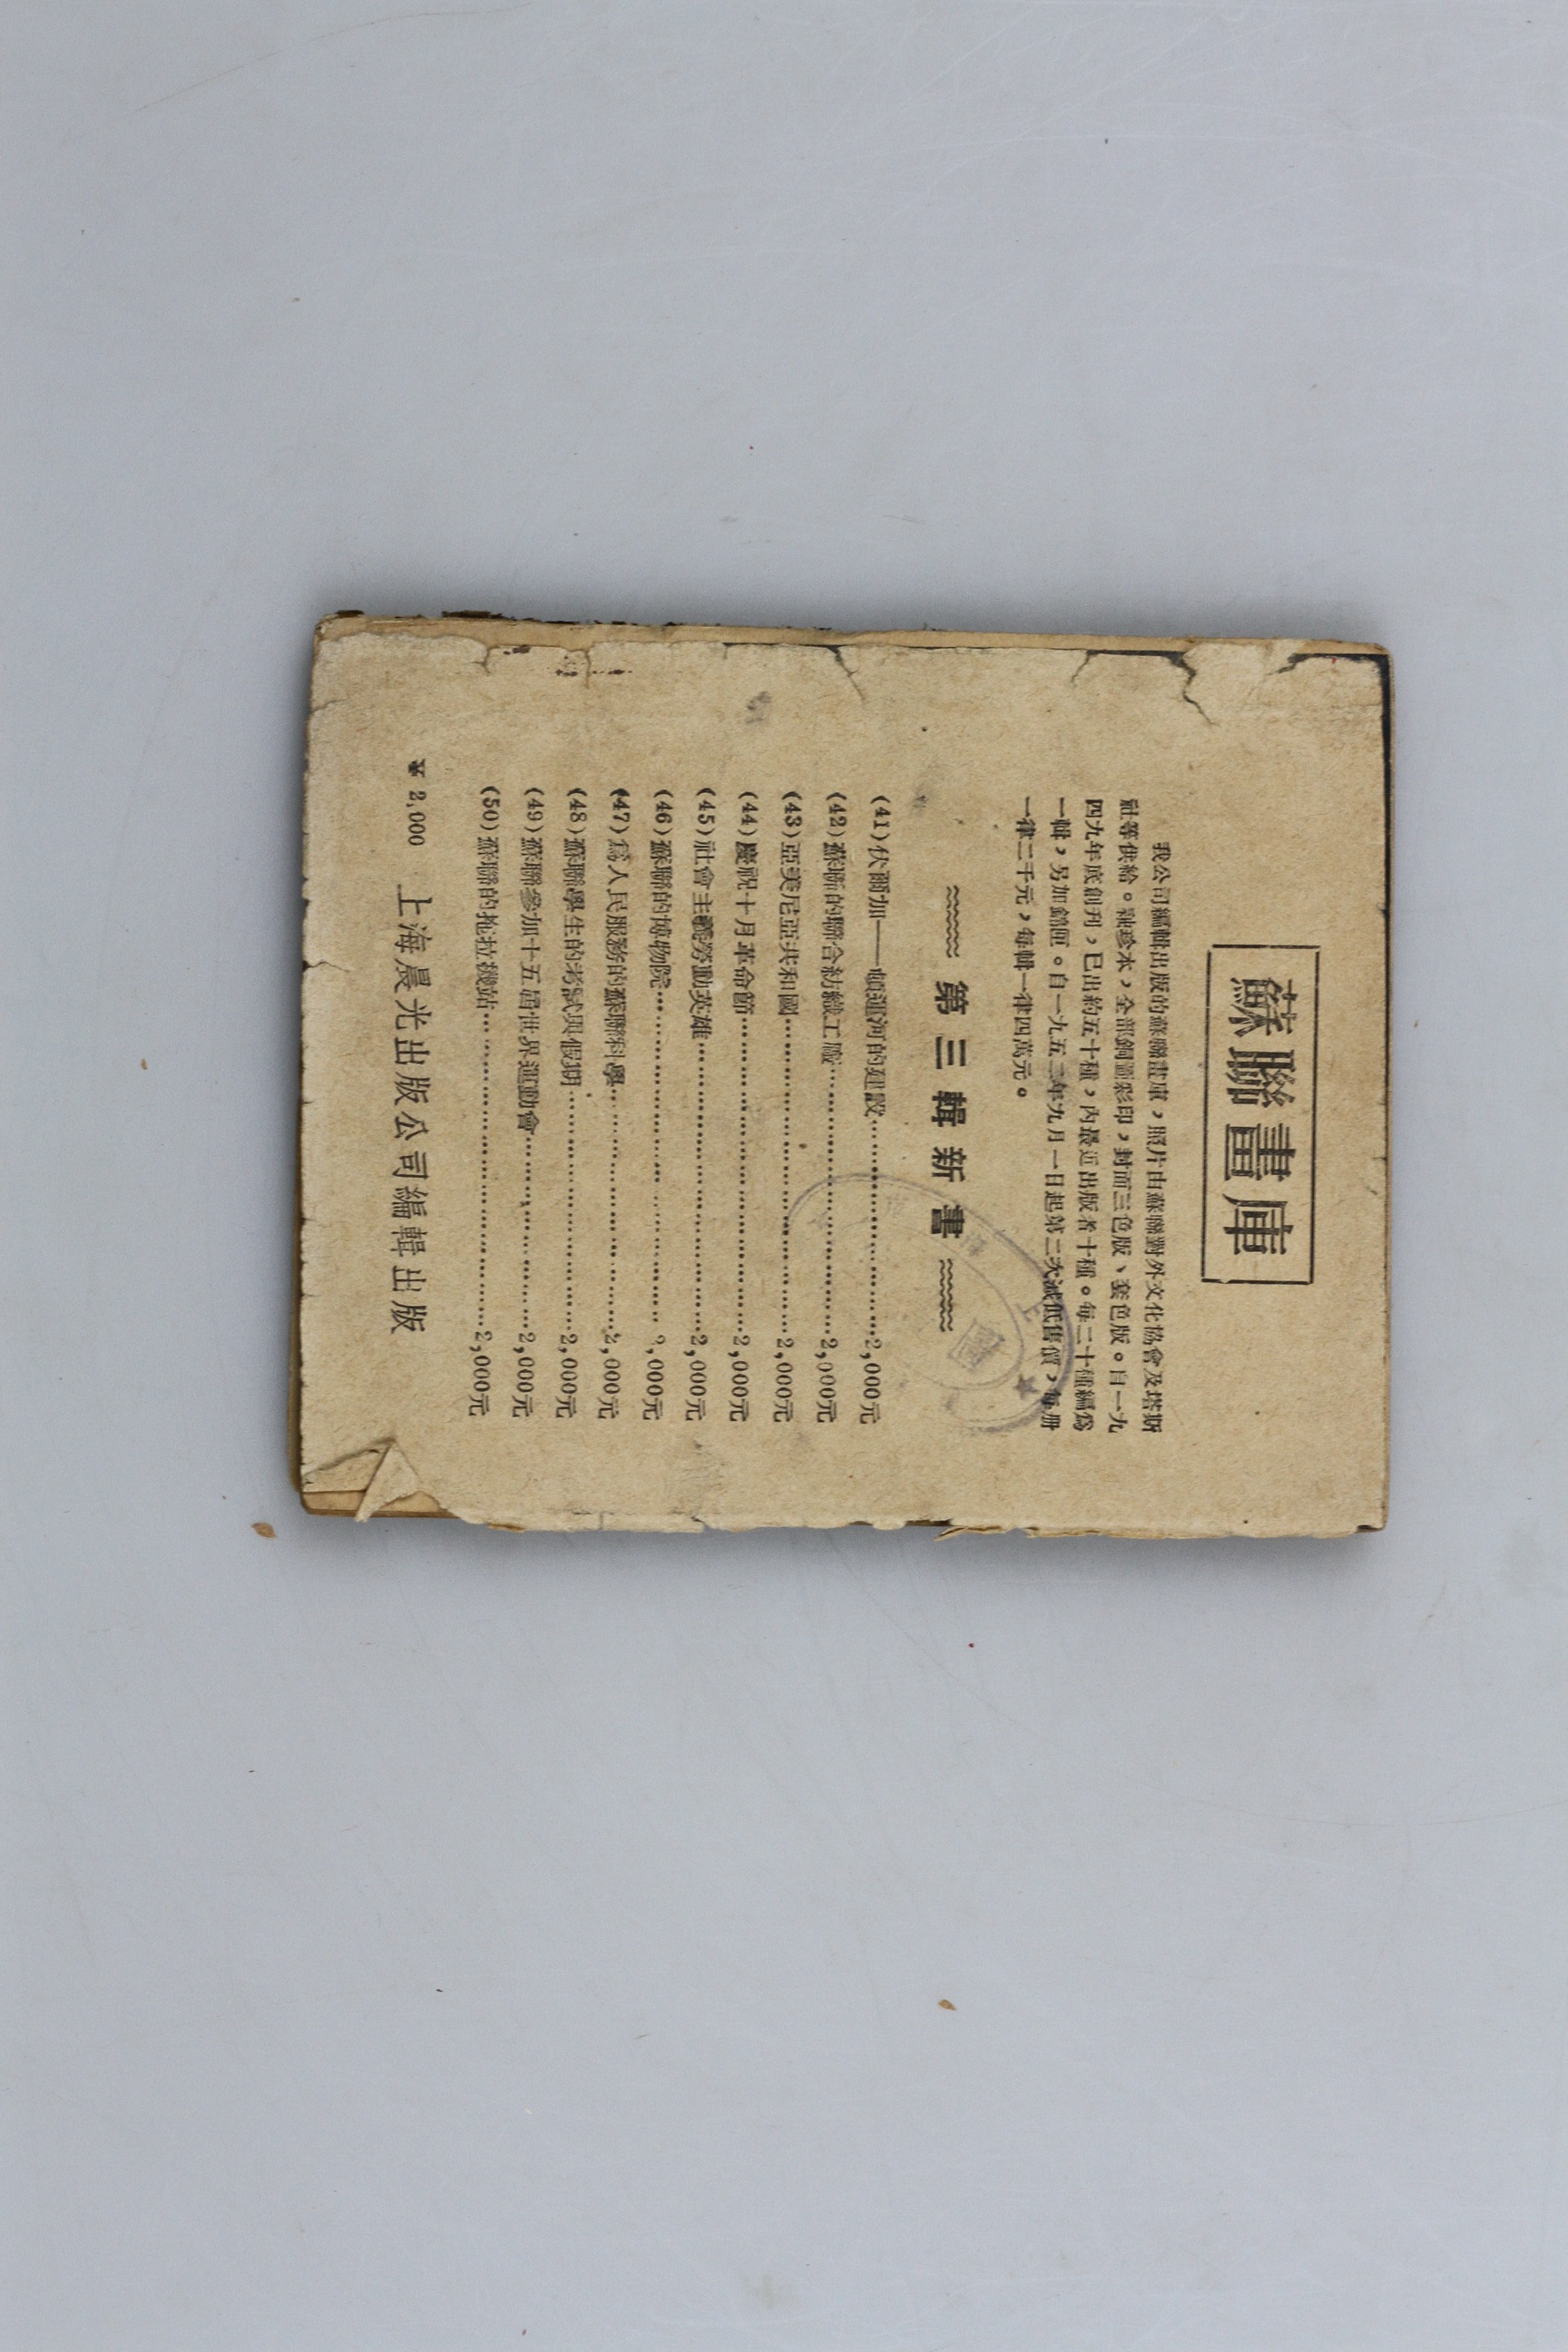 蘇聯畫庫
我公司編輯出版的蘇聯畫庫，照片由蘇聯對外文化協會及塔斯
社等供給。袖珍本，全部銅圖彩印，封面三色版、套色版。自一九
四九年底創刊，已出約五十種，內最近出版者十種。每二十種編爲
一輯，另加錦匣。自一九五二年九月一日起第二次減低售價，每册
一律二千元，每輯一律四萬元。
第三輯新書
(41)伏爾加——頓運河的建設……2,000元
(42)蘇聯的聯合紡織工廠……2,000元
(43)亞美尼亞共和國……2,000元
(44)慶祝十月革命節……2,000元
(45)社會主義勞動英雄……2,000元
(46)蘇聯的博物院……2,000元
(47)爲人民服務的蘇聯科學……2,000元
(48)蘇聯學生的考試與假期……2,000元
(49)蘇聯參加十五屆世界運動會……2,000元
(50)蘇聯的拖拉機站……2,000元
¥ 2,000 上海晨光出版公司編輯出版